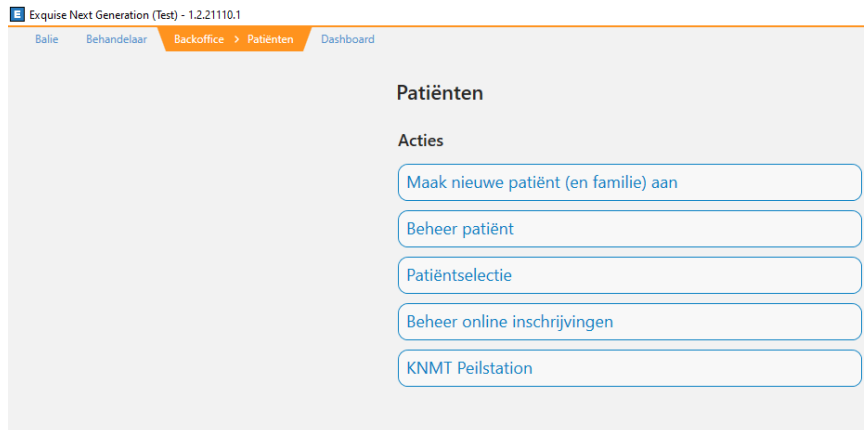 E Exquise Next Generation (Test) - 1.2.21110.1
Balie Behandelaar Backoffice > Patiënten Dashboard
Patiënten
Acties
Maak nieuwe patiënt (en familie) aan
Beheer patiënt
Patiëntselectie
Beheer online inschrijvingen
KNMT Peilstation